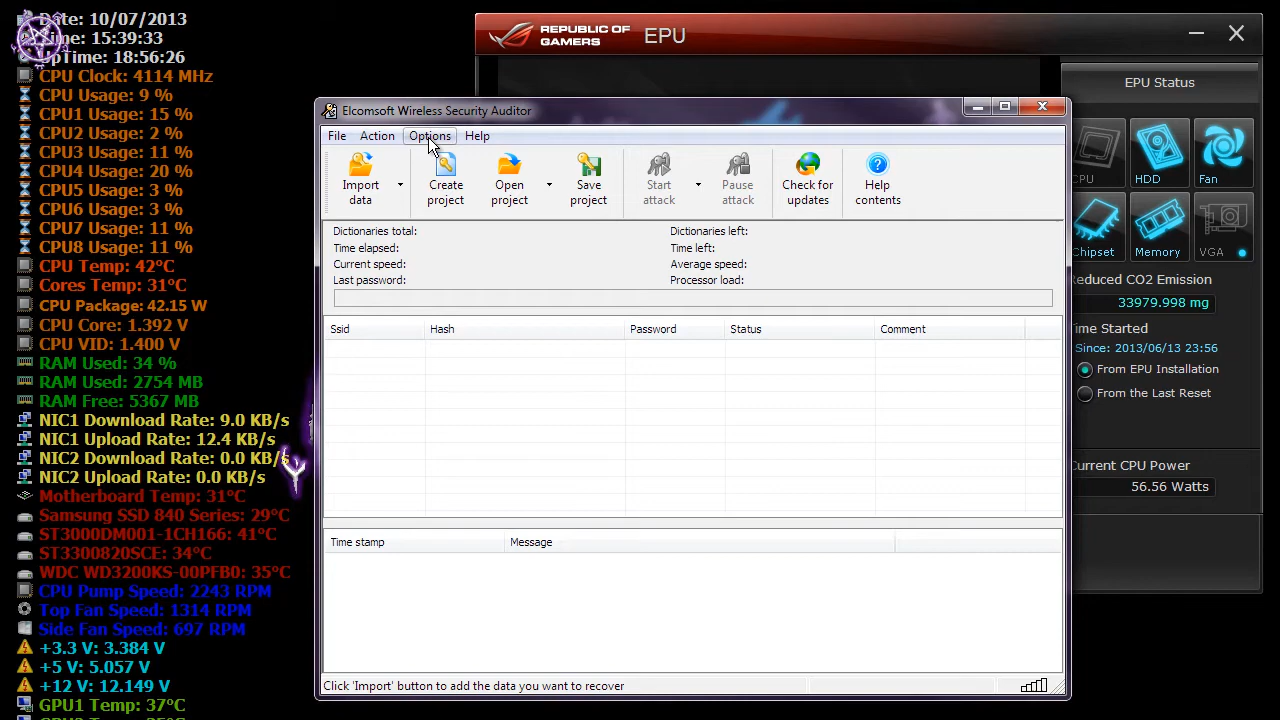 Date: 10/07/2013
Time: 15:39:33
UpTime: 18:56:26
CPU Clock: 4114 MHz
CPU Usage: 9 %
CPU1 Usage: 15 %
CPU2 Usage: 2 %
CPU3 Usage: 11 %
CPU4 Usage: 20 %
CPU5 Usage: 3 %
CPU6 Usage: 3 %
CPU7 Usage: 11 %
CPU8 Usage: 11 %
CPU Temp: 42°C
Cores Temp: 31°C
CPU Package: 42.15 W
CPU Core: 1.392 V
CPU VID: 1.400 V
RAM Used: 34 %
RAM Used: 2754 MB
RAM Free: 5367 MB
NIC1 Download Rate: 9.0 KB/s
NIC1 Upload Rate: 12.4 KB/s
NIC2 Download Rate: 0.0 KB/s
NIC2 Upload Rate: 0.0 KB/s
Motherboard Temp: 31°C
Samsung SSD 840 Series: 29°C
ST3000DM001-1CH166: 41°C
ST3300820SCE: 34°C
WDC WD3200KS-00PFB0: 35°C
CPU Pump Speed: 2243 RPM
Top Fan Speed: 1314 RPM
Side Fan Speed: 697 RPM
+3.3 V: 3.384 V
+5 V: 5.057 V
+12 V: 12.149 V
GPU1 Temp: 37°C
REPUBLIC OF
GAMERS
EPU
Elcomsoft Wireless Security Auditor
File Action Options Help
Import data
Create project
Open project
Save project
Start attack
Pause attack
Check for updates
Help contents
Dictionaries total: Dictionaries left:
Time elapsed: Time left:
Current speed: Average speed:
Last password: Processor load:
Ssid Hash Password Status Comment
Time stamp Message
Click 'Import' button to add the data you want to recover
EPU Status
CPU HDD Fan
Chipset Memory VGA
Reduced CO2 Emission
33979.998 mg
Time Started
Since: 2013/06/13 23:56
From EPU Installation
From the Last Reset
Current CPU Power
56.56 Watts